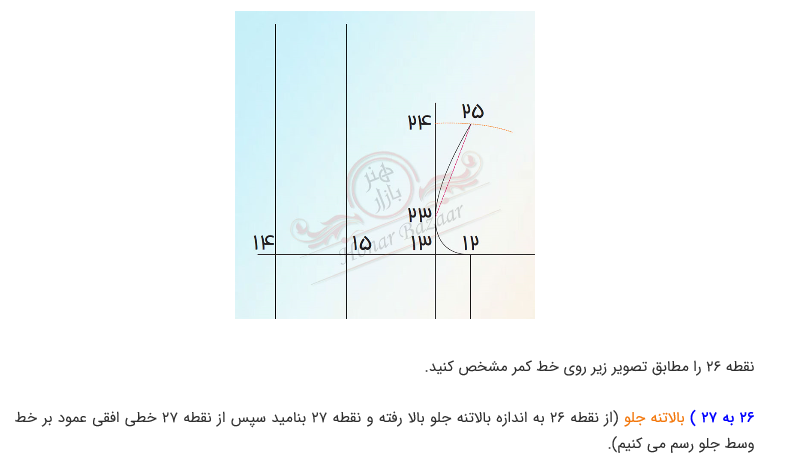 ۲۵
۲۴
هنر
بازار
۲۳
Honar Bazaar
۱۴ ۱۵ ۱۳ ۱۲
نقطه ۲۶ را مطابق تصویر زیر روی خط کمر مشخص کنید.
۲۶ به ۲۷ ) بالاتنه جلو (از نقطه ۲۶ به اندازه بالاتنه جلو بالا رفته و نقطه ۲۷ بنامید سپس از نقطه ۲۷ خطی افقی عمود بر خط
وسط جلو رسم می کنیم).